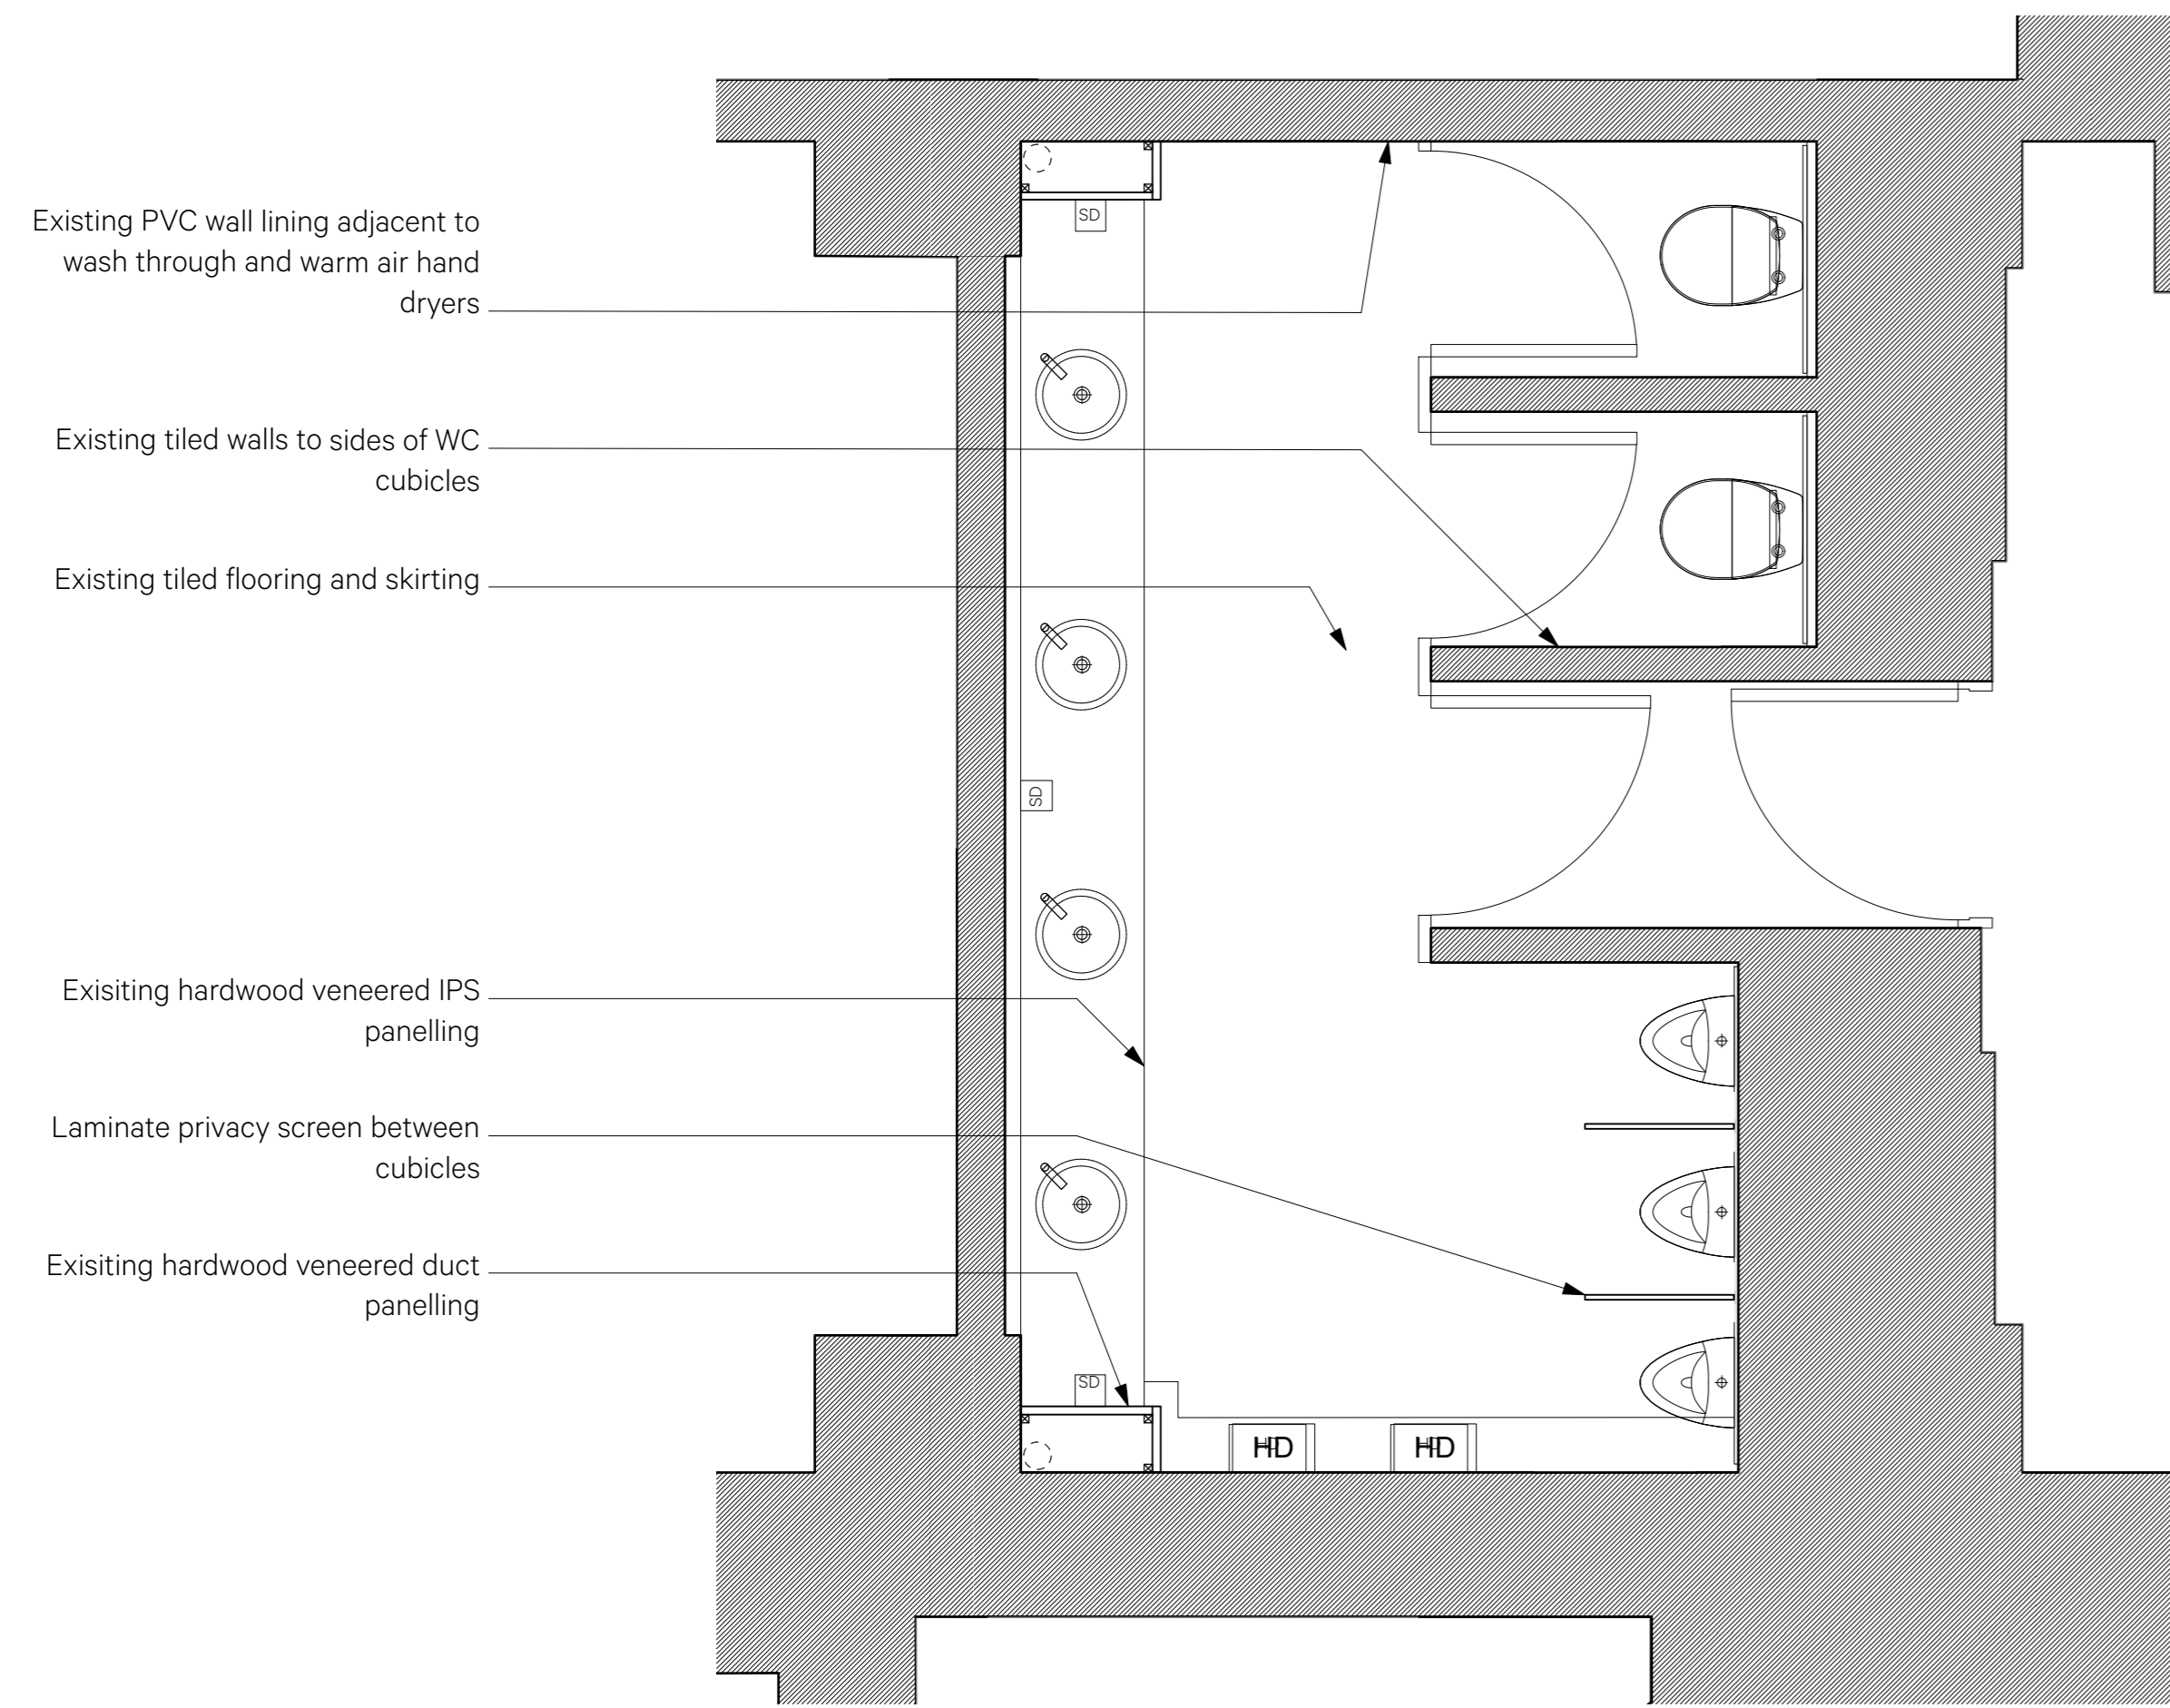 Existing PVC wall lining adjacent to
wash through and warm air hand
dryers
SD
Existing tiled walls to sides of WC
cubicles
Existing tiled flooring and skirting
SD
Exisiting hardwood veneered IPS
panelling
Laminate privacy screen between
cubicles
Exisiting hardwood veneered duct
panelling
SD
HD
HD